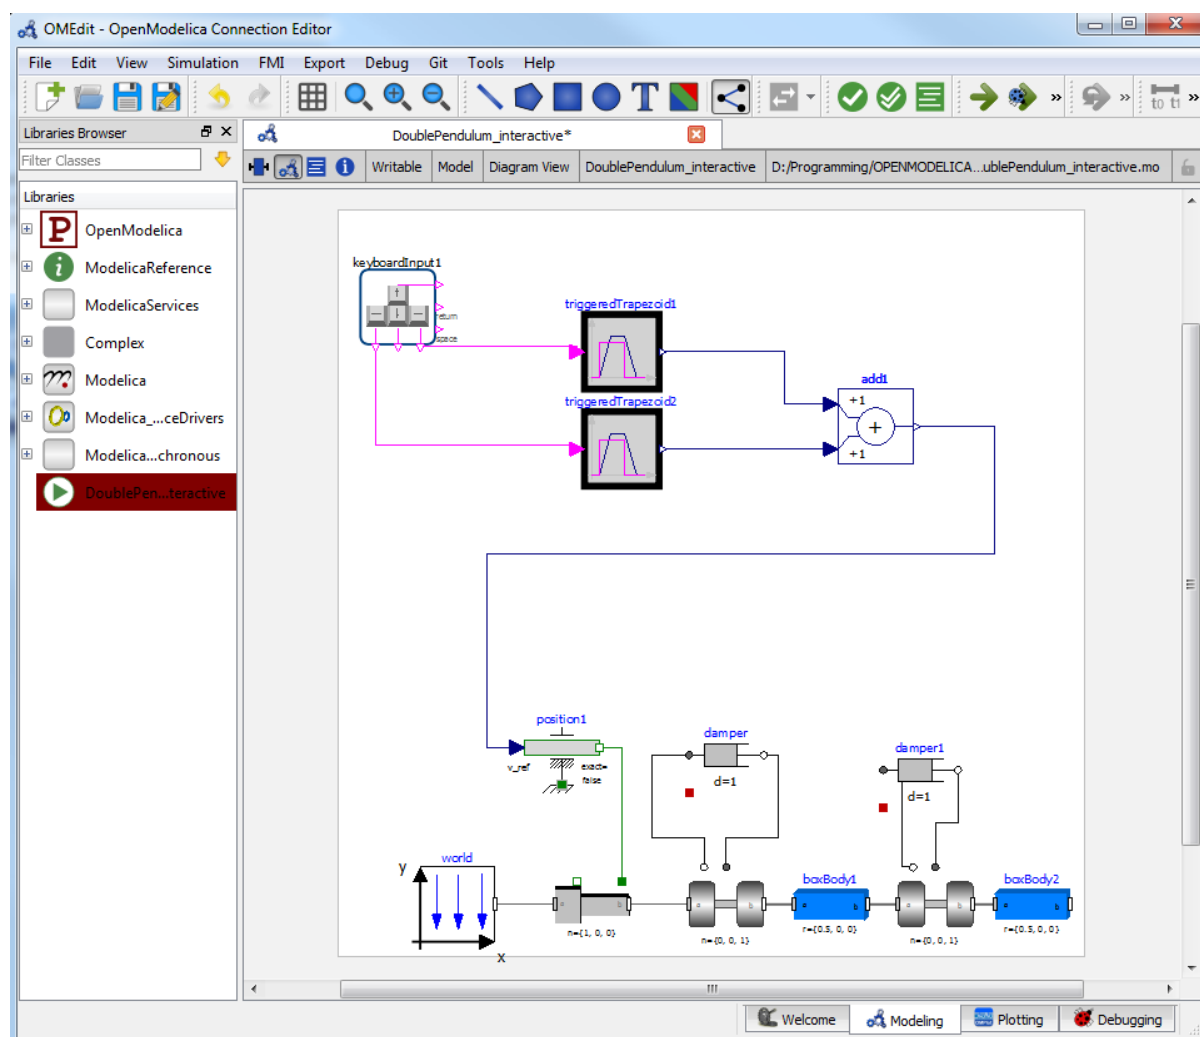 OMEdit - OpenModelica Connection Editor
File Edit View Simulation FMI Export Debug Git Tools Help
T
to t1
» » »
Libraries Browser
DoublePendulum_interactive*
Filter Classes
Writable Model Diagram View DoublePendulum_interactive D:/Programming/OPENMODELICA...ublePendulum_interactive.mo
Libraries
P OpenModelica
i ModelicaReference
ModelicaServices
Complex
Modelica
Modelica_...ceDrivers
Modelica...chronous
DoublePen...teractive
keyboardInput1
return
space
triggeredTrapezoid1
triggeredTrapezoid2
add1
+1
+
+1
position1
v_ref
exact=
false
damper
d=1
damper1
d=1
world
y
x
a b
n={1, 0, 0}
a b
n={0, 0, 1}
boxBody1
a b
r={0.5, 0, 0}
a b
n={0, 0, 1}
boxBody2
a b
r={0.5, 0, 0}
Welcome Modeling Plotting Debugging